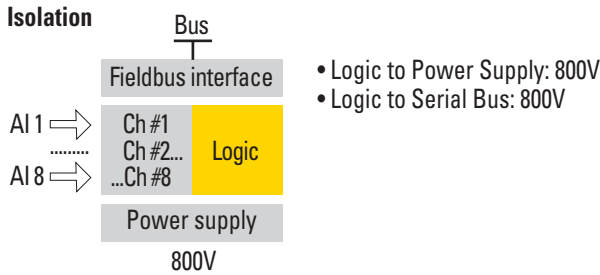 Isolation
Bus
Fieldbus interface
• Logic to Power Supply: 800V
• Logic to Serial Bus: 800V
AI 1
Ch #1
.........
Ch #2...
Logic
AI 8
...Ch #8
Power supply
800V